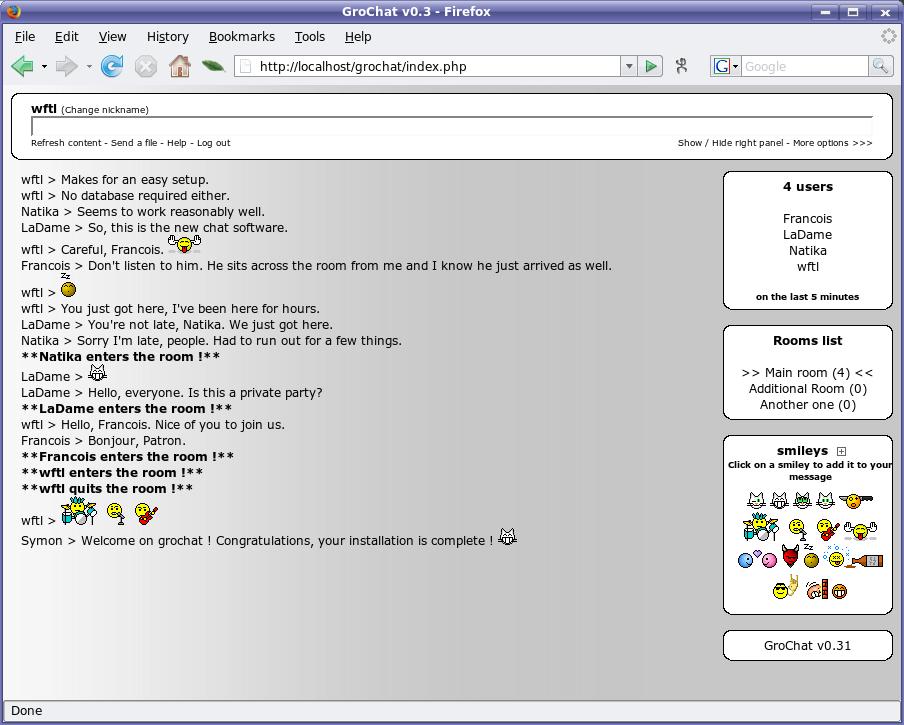 GroChat v0.3 - Firefox
File Edit View History Bookmarks Tools Help
http://localhost/grochat/index.php
G Google
wftl (Change nickname)
Refresh content - Send a file - Help - Log out
Show / Hide right panel - More options >>>
wftl > Makes for an easy setup.
wftl > No database required either.
Natika > Seems to work reasonably well.
LaDame > So, this is the new chat software.
wftl > Careful, Francois.
Francois > Don't listen to him. He sits across the room from me and I know he just arrived as well.
wftl >
wftl > You just got here, I've been here for hours.
LaDame > You're not late, Natika. We just got here.
Natika > Sorry I'm late, people. Had to run out for a few things.
**Natika enters the room !**
LaDame >
LaDame > Hello, everyone. Is this a private party?
**LaDame enters the room !**
wftl > Hello, Francois. Nice of you to join us.
Francois > Bonjour, Patron.
**Francois enters the room !**
**wftl enters the room !**
**wftl quits the room !**
wftl >
Symon > Welcome on grochat ! Congratulations, your installation is complete !
4 users
Francois
LaDame
Natika
wftl
on the last 5 minutes
Rooms list
>> Main room (4) <<
Additional Room (0)
Another one (0)
smileys
Click on a smiley to add it to your
message
GroChat v0.31
Done